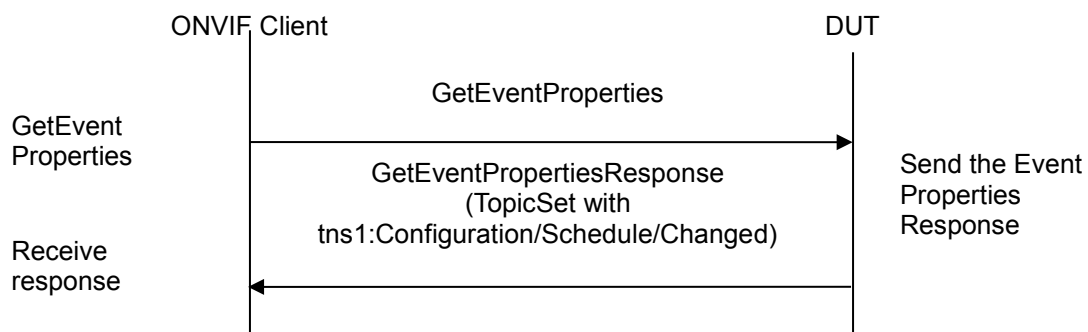 ONVIF Client
DUT
GetEventProperties
GetEvent
Properties
GetEventPropertiesResponse
(TopicSet with
tns1:Configuration/Schedule/Changed)
Send the Event
Properties
Response
Receive
response